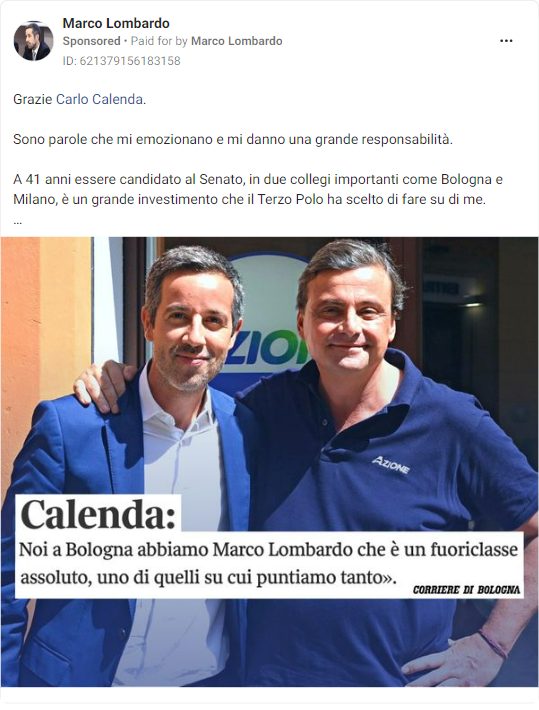 Marco Lombardo
Sponsored • Paid for by Marco Lombardo
ID: 621379156183158
Grazie Carlo Calenda.
Sono parole che mi emozionano e mi danno una grande responsabilità.
A 41 anni essere candidato al Senato, in due collegi importanti come Bologna e
Milano, è un grande investimento che il Terzo Polo ha scelto di fare su di me.
...
ZIO
AZIONE
Calenda:
Noi a Bologna abbiamo Marco Lombardo che è un fuoriclasse
assoluto, uno di quelli su cui puntiamo tanto».
CORRIERE DI BOLOGNA